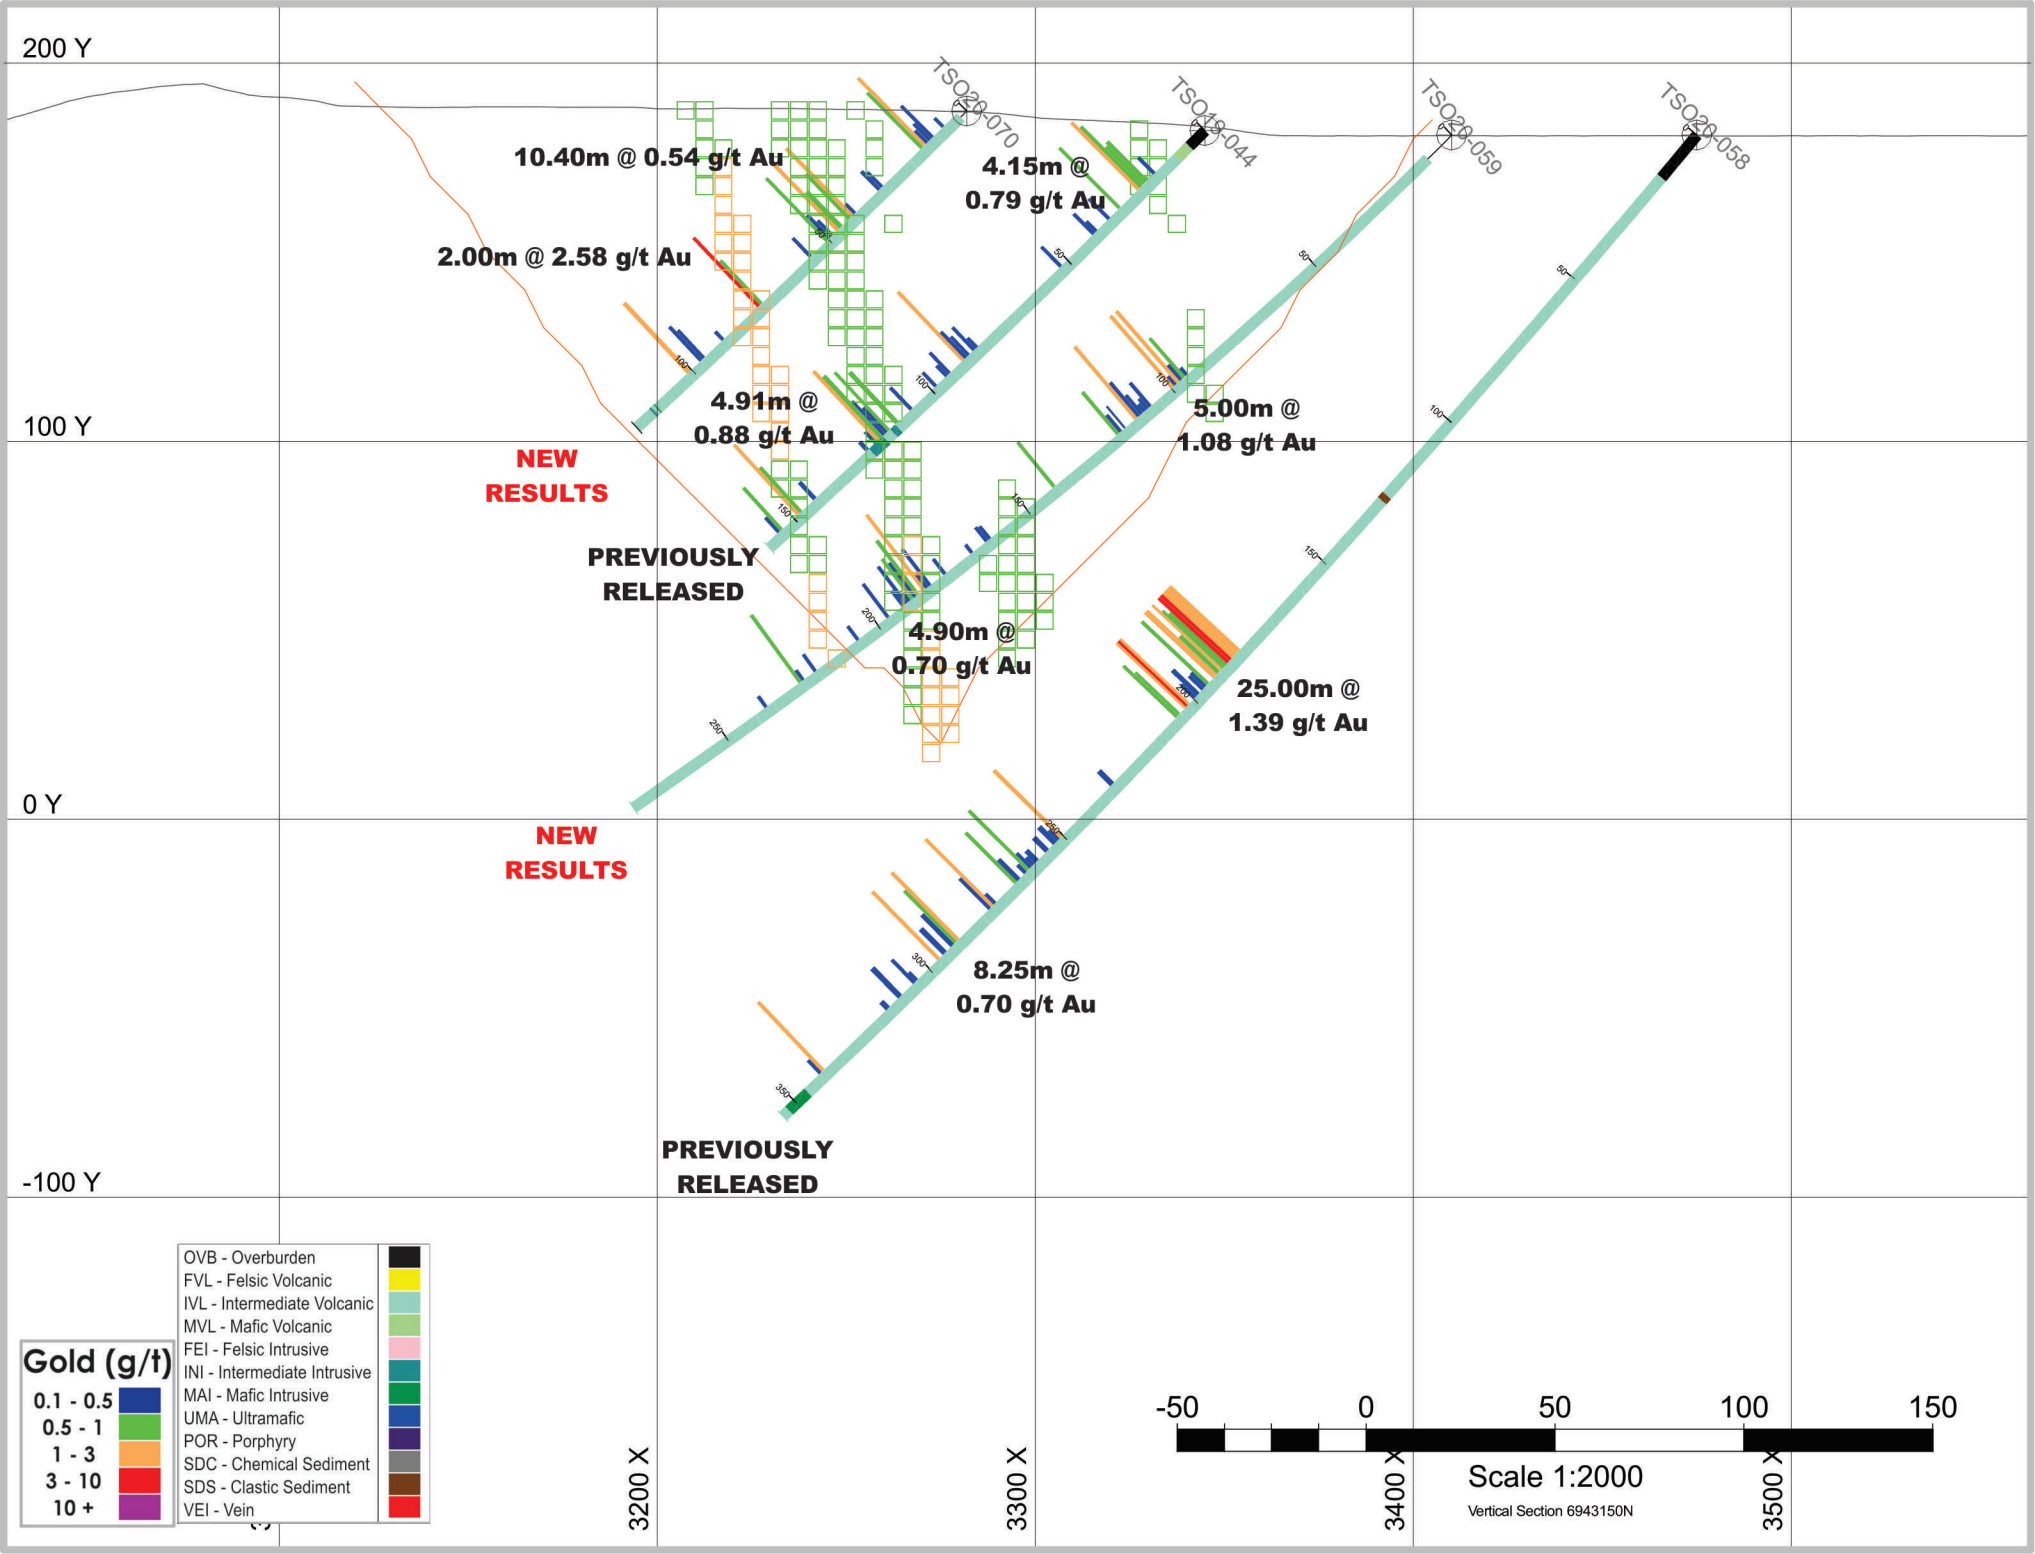 200 Y
TSO20-070
TSO19-044
TSO20-059
TSO20-058
10.40m @ 0.54 g/t Au
4.15m @
0.79 g/t Au
2.00m @ 2.58 g/t Au
50
50
50
50
100
100
100
100
4.91m @
0.88 g/t Au
5.00m @
1.08 g/t Au
100 Y
NEW
RESULTS
150
150
150
PREVIOUSLY
RELEASED
200
4.90m @
0.70 g/t Au
200
25.00m @
1.39 g/t Au
250
0 Y
250
NEW
RESULTS
300
8.25m @
0.70 g/t Au
350
PREVIOUSLY
RELEASED
-100 Y
OVB - Overburden
FVL - Felsic Volcanic
IVL - Intermediate Volcanic
MVL - Mafic Volcanic
FEI - Felsic Intrusive
INI - Intermediate Intrusive
MAI - Mafic Intrusive
UMA - Ultramafic
POR - Porphyry
SDC - Chemical Sediment
SDS - Clastic Sediment
VEI - Vein
Gold (g/t)
0.1 - 0.5
0.5 - 1
1 - 3
3 - 10
10 +
3200 X
3300 X
3400 X
3500 X
-50 0 50 100 150
Scale 1:2000
Vertical Section 6943150N